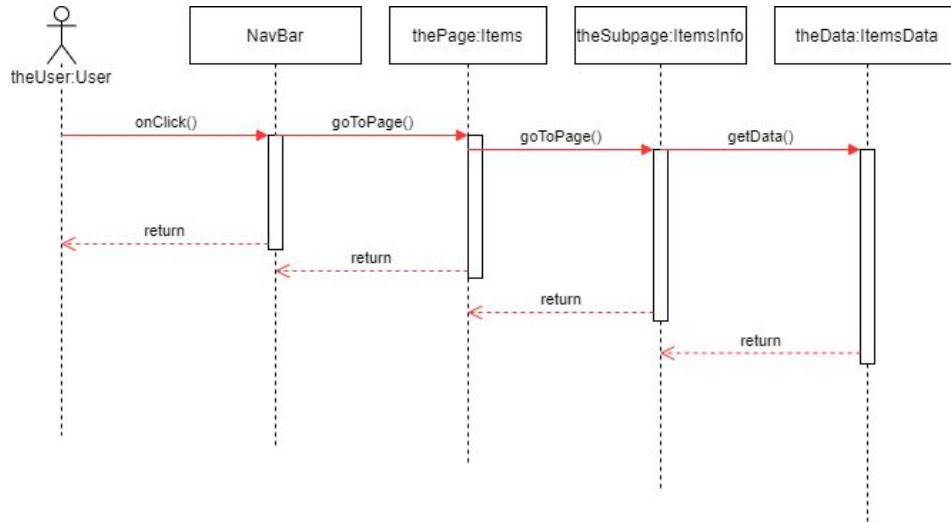 NavBar
thePage:Items
theSubpage:ItemsInfo
theData:ItemsData
theUser:User
onClick()
goToPage()
goToPage()
getData()
return
return
return
return